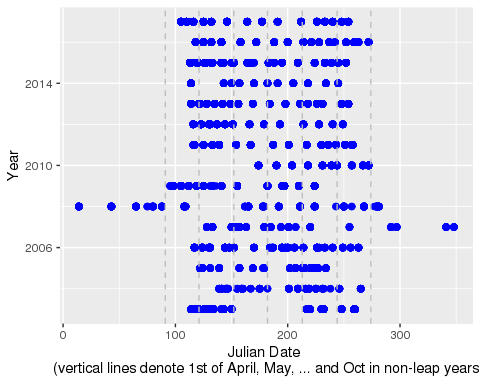 2014
2010
2006
Year
0
100
200
300
Julian Date
(vertical lines denote 1st of April, May, ... and Oct in non-leap years